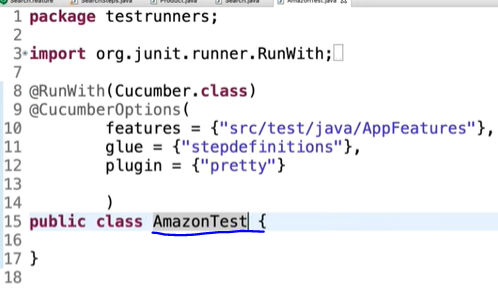 Search.feature SearchSteps.java Product.java Search.java AmazonTest.java
1 package testrunners;
2
3 import org.junit.runner.RunWith;
7
8 @RunWith(Cucumber.class)
9 @CucumberOptions(
10 features = {"src/test/java/AppFeatures"},
11 glue = {"stepdefinitions"},
12 plugin = {"pretty"}
13
14 )
15 public class AmazonTest {
16
17 }
18